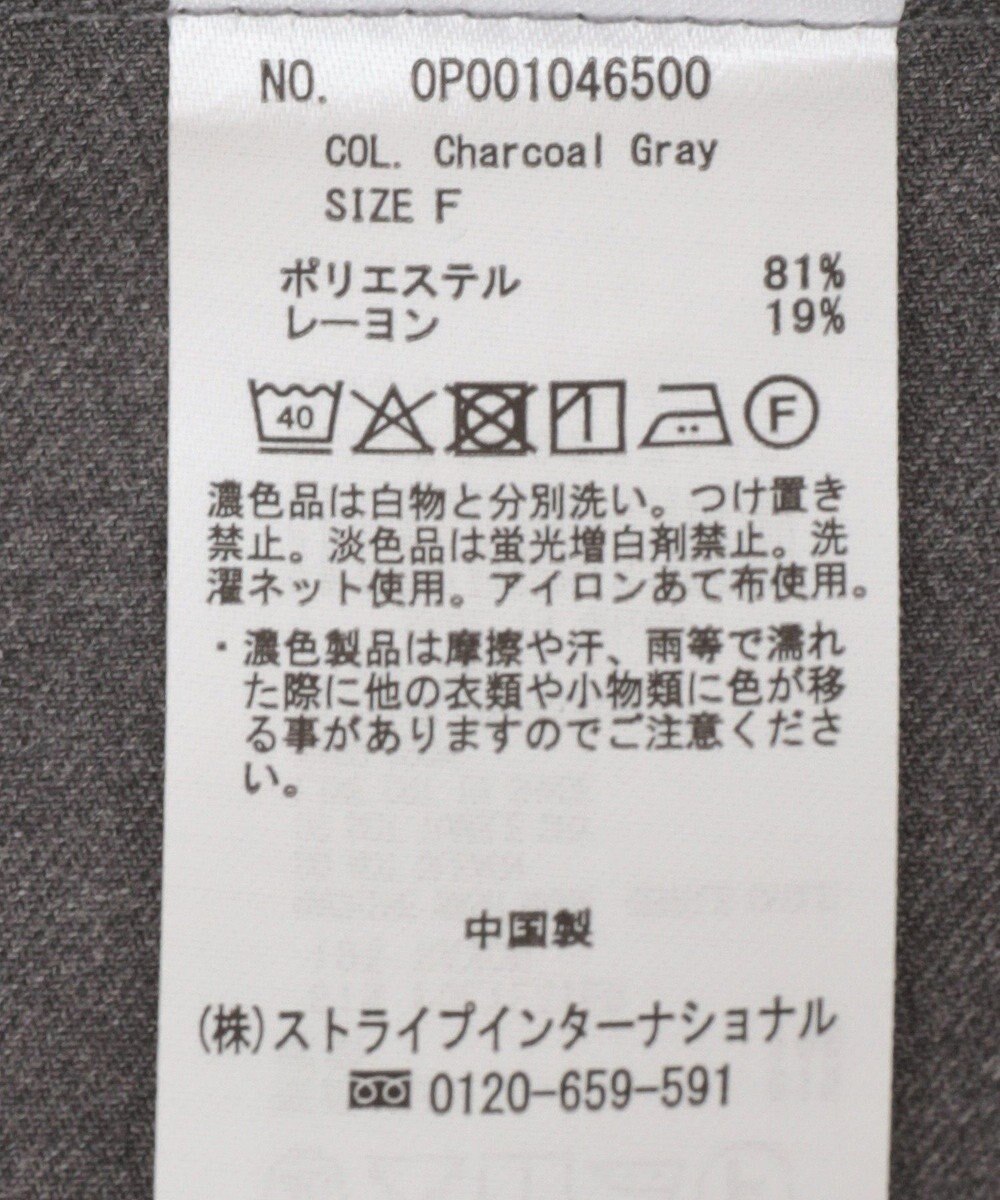 NO. 0P001046500
COL. Charcoal Gray
SIZE F
ポリエステル 81%
レーヨン 19%
40 F
濃色品は白物と分別洗い。つけ置き
禁止。淡色品は蛍光増白剤禁止。洗
濯ネット使用。アイロンあて布使用。
・濃色製品は摩擦や汗、雨等で濡れ
た際に他の衣類や小物類に色が移
る事がありますのでご注意くださ
い。
中国製
(株)ストライプインターナショナル
0120-659-591